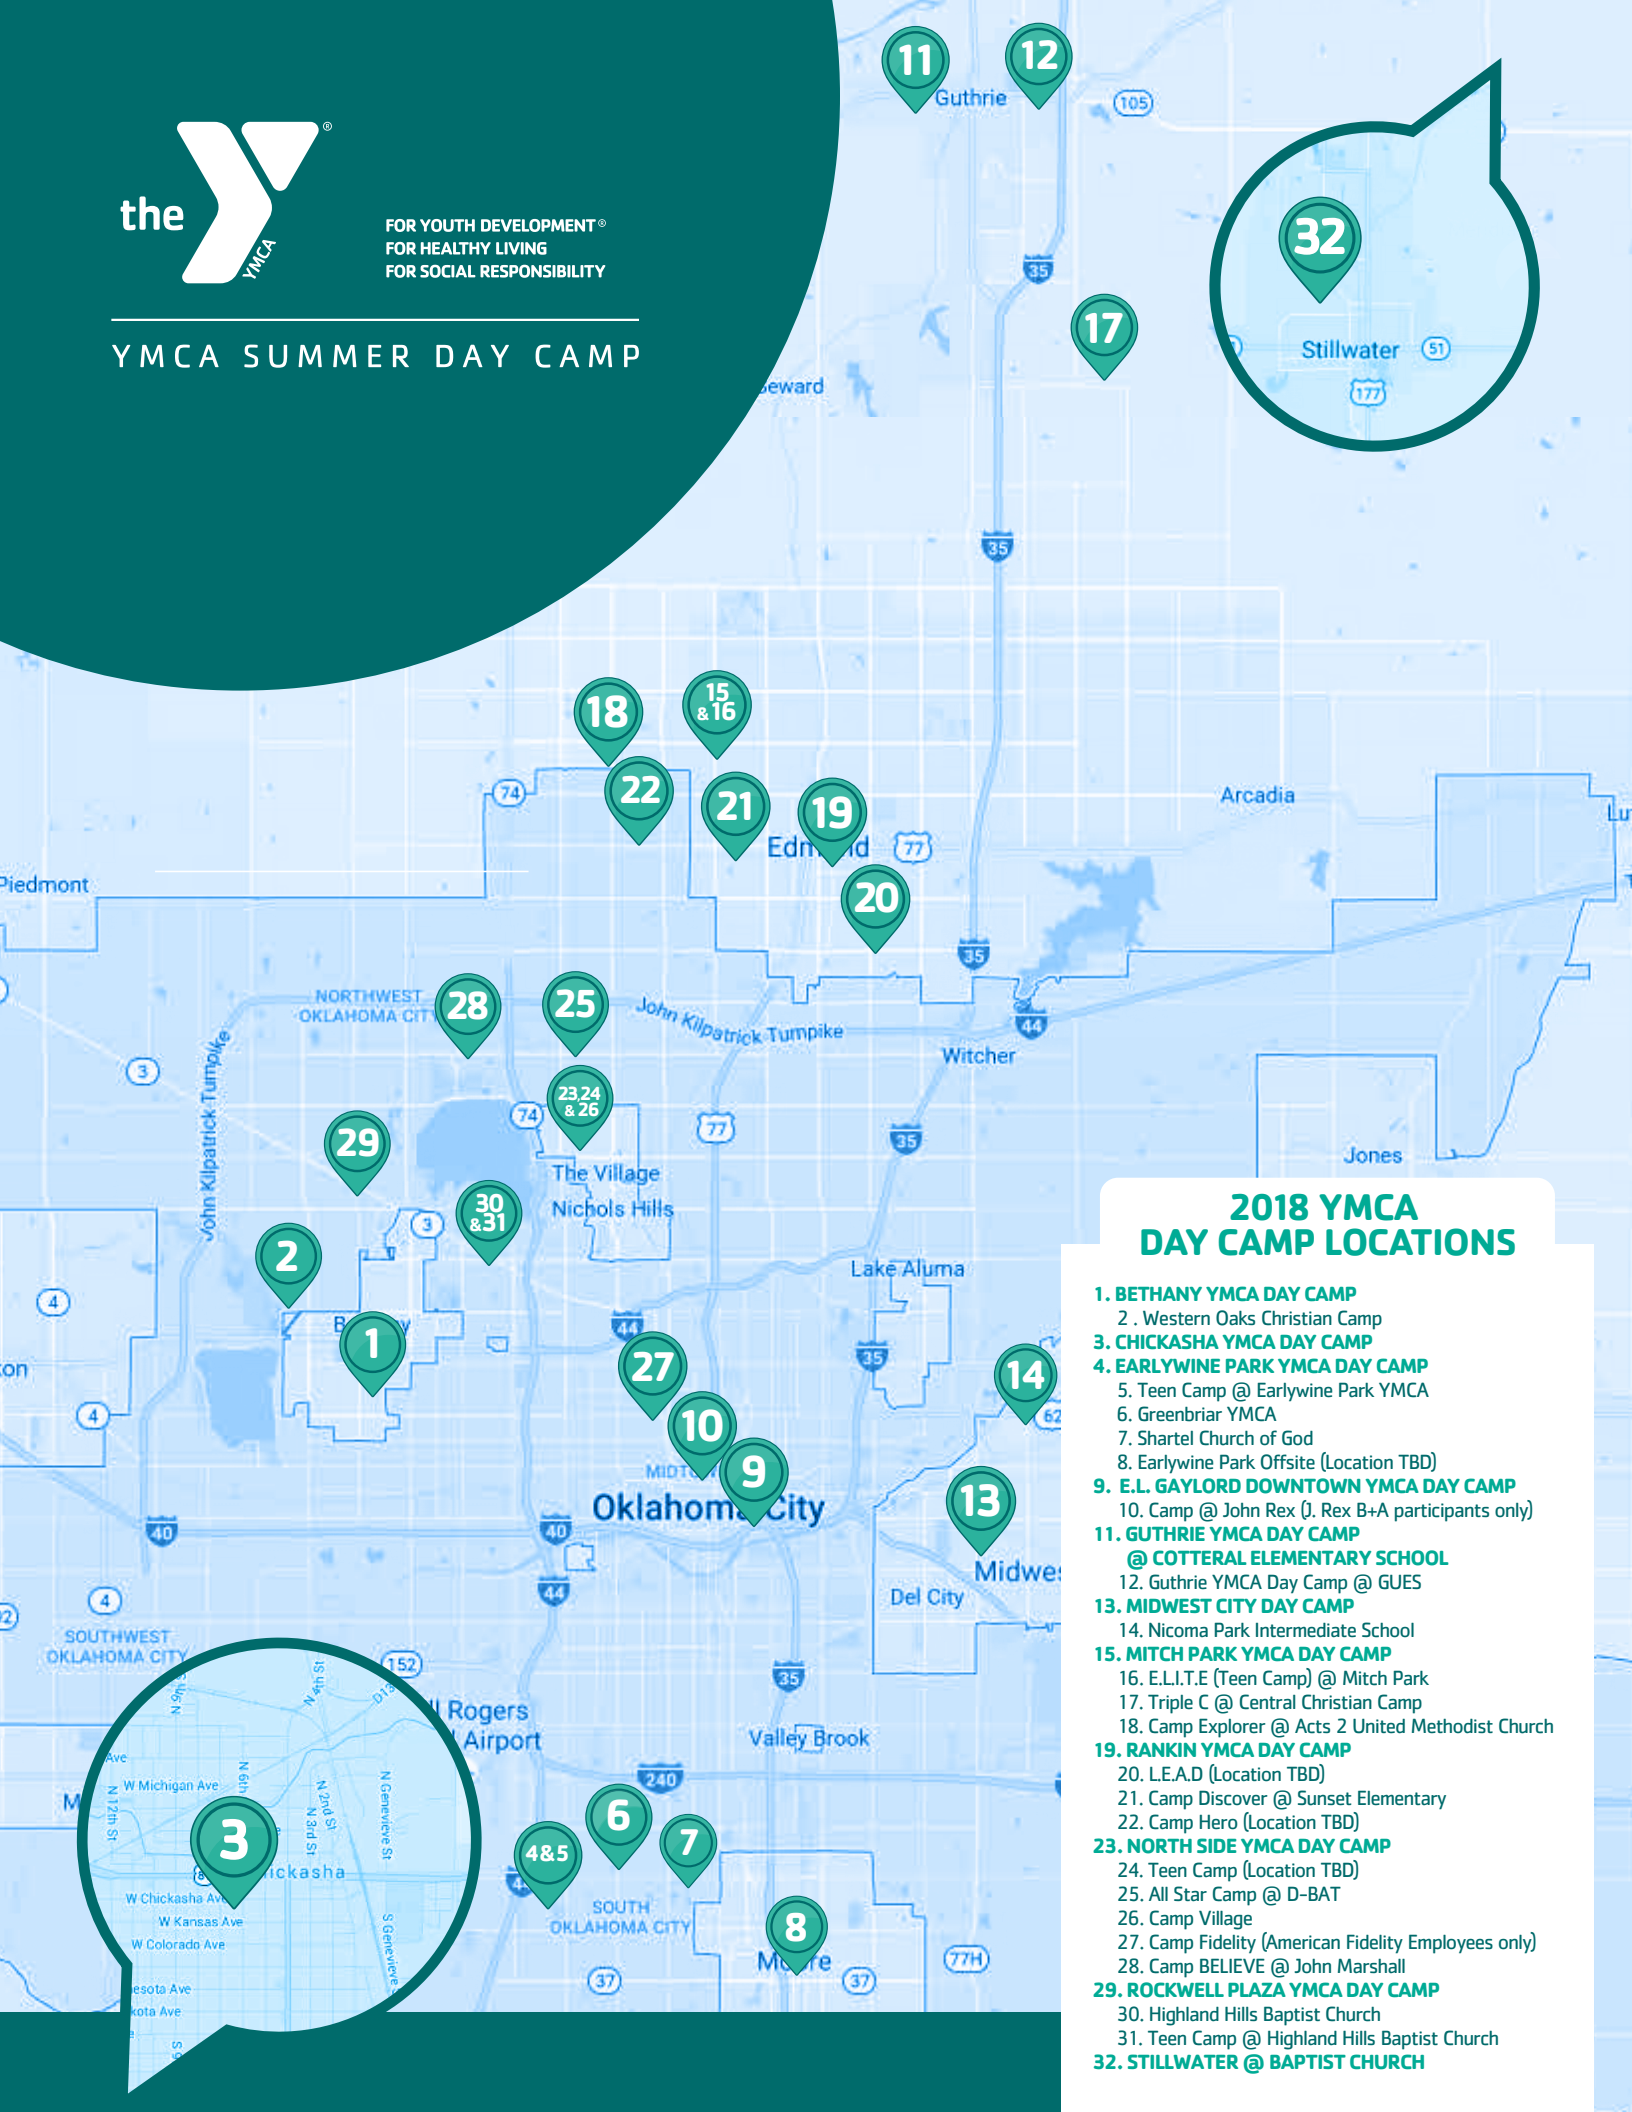 the
YMCA
®
FOR YOUTH DEVELOPMENT®
FOR HEALTHY LIVING
FOR SOCIAL RESPONSIBILITY
YMCA SUMMER DAY CAMP
11
12
Guthrie
105
35
17
32
Stillwater
51
177
35
18
15
& 16
22
21
19
74
77
20
Arcadia
Piedmont
35
NORTHWEST
28
25
John Kilpatrick Turnpike
44
Witcher
3
John Kilpatrick Turnpike
23,24
& 26
74
77
35
29
The Village
Jones
30
&31
Nichols Hills
3
2
Lake Aluma
4
44
1
27
35
14
62
4
10
9
Oklahoma City
13
40
40
44
Del City
4
SOUTHWEST
OKLAHOMA CITY
152
35
Rogers
Airport
Valley Brook
240
6
7
4&5
SOUTH
OKLAHOMA CITY
8
77H
37
37
N 9th S
N 4th St
Ave
W Michigan Ave
N 12th St
N 6th
N 2nd St
N 3rd St
N Genevieve St
3
W Chickasha Ave
W Kansas Ave
W Colorado Ave
S Genevieve
esota Ave
kota Ave
2018 YMCA
DAY CAMP LOCATIONS
1. BETHANY YMCA DAY CAMP
2 . Western Oaks Christian Camp
3. CHICKASHA YMCA DAY CAMP
4. EARLYWINE PARK YMCA DAY CAMP
5. Teen Camp @ Earlywine Park YMCA
6. Greenbriar YMCA
7. Shartel Church of God
8. Earlywine Park Offsite (Location TBD)
9. E.L. GAYLORD DOWNTOWN YMCA DAY CAMP
10. Camp @ John Rex (J. Rex B+A participants only)
11. GUTHRIE YMCA DAY CAMP
@ COTTERAL ELEMENTARY SCHOOL
12. Guthrie YMCA Day Camp @ GUES
13. MIDWEST CITY DAY CAMP
14. Nicoma Park Intermediate School
15. MITCH PARK YMCA DAY CAMP
16. E.L.I.T.E (Teen Camp) @ Mitch Park
17. Triple C @ Central Christian Camp
18. Camp Explorer @ Acts 2 United Methodist Church
19. RANKIN YMCA DAY CAMP
20. L.E.A.D (Location TBD)
21. Camp Discover @ Sunset Elementary
22. Camp Hero (Location TBD)
23. NORTH SIDE YMCA DAY CAMP
24. Teen Camp (Location TBD)
25. All Star Camp @ D-BAT
26. Camp Village
27. Camp Fidelity (American Fidelity Employees only)
28. Camp BELIEVE @ John Marshall
29. ROCKWELL PLAZA YMCA DAY CAMP
30. Highland Hills Baptist Church
31. Teen Camp @ Highland Hills Baptist Church
32. STILLWATER @ BAPTIST CHURCH